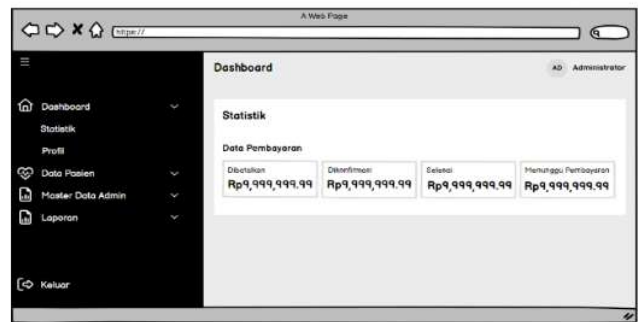 A Web Page
https://
Dashboard
AD Administrator
Dashboard
Statistik
Profil
Data Pasien
Master Data Admin
Laporan
Keluar
Statistik
Data Pembayaran
Dibatalkan
Rp9,999,999.99
Dikonfirmasi
Rp9,999,999.99
Selesai
Rp9,999,999.99
Menunggu Pembayaran
Rp9,999,999.99